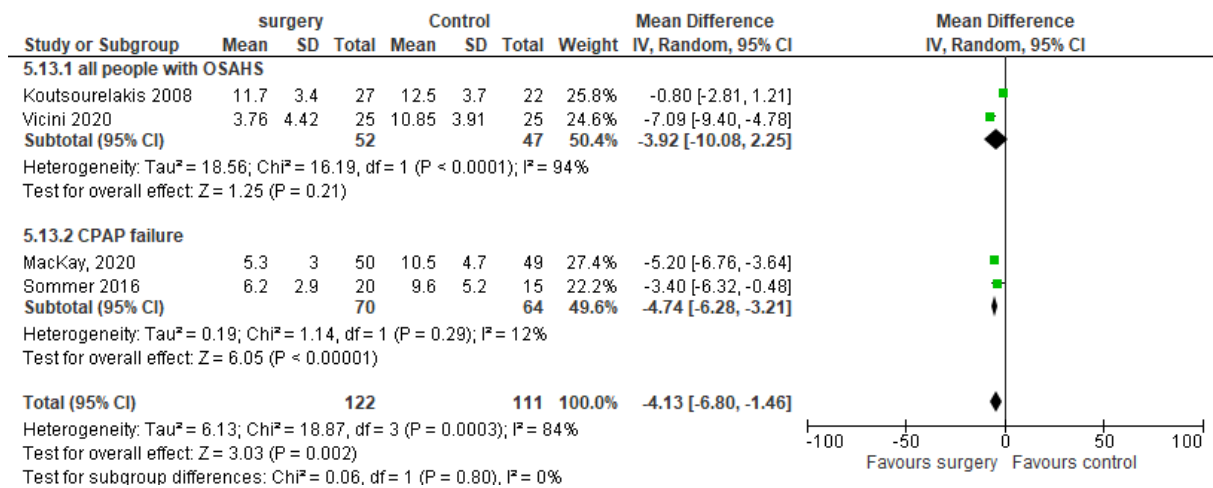 surgery Control Mean Difference Mean Difference
Study or Subgroup Mean SD Total Mean SD Total Weight IV, Random, 95% CI IV, Random, 95% CI
5.13.1 all people with OSAHS
Koutsourelakis 2008 11.7 3.4 27 12.5 3.7 22 25.8% -0.80 [-2.81, 1.21]
Vicini 2020 3.76 4.42 25 10.85 3.91 25 24.6% -7.09 [-9.40, -4.78]
Subtotal (95% CI) 52 47 50.4% -3.92 [-10.08, 2.25]
Heterogeneity: Tau² = 18.56; Chi² = 16.19, df = 1 (P < 0.0001); I² = 94%
Test for overall effect: Z = 1.25 (P = 0.21)
5.13.2 CPAP failure
MacKay, 2020 5.3 3 50 10.5 4.7 49 27.4% -5.20 [-6.76, -3.64]
Sommer 2016 6.2 2.9 20 9.6 5.2 15 22.2% -3.40 [-6.32, -0.48]
Subtotal (95% CI) 70 64 49.6% -4.74 [-6.28, -3.21]
Heterogeneity: Tau² = 0.19; Chi² = 1.14, df = 1 (P = 0.29); I² = 12%
Test for overall effect: Z = 6.05 (P < 0.00001)
Total (95% CI) 122 111 100.0% -4.13 [-6.80, -1.46]
Heterogeneity: Tau² = 6.13; Chi² = 18.87, df = 3 (P = 0.0003); I² = 84%
Test for overall effect: Z = 3.03 (P = 0.002)
Test for subgroup differences: Chi² = 0.06, df = 1 (P = 0.80), I² = 0%
-100 -50 0 50 100
Favours surgery Favours control